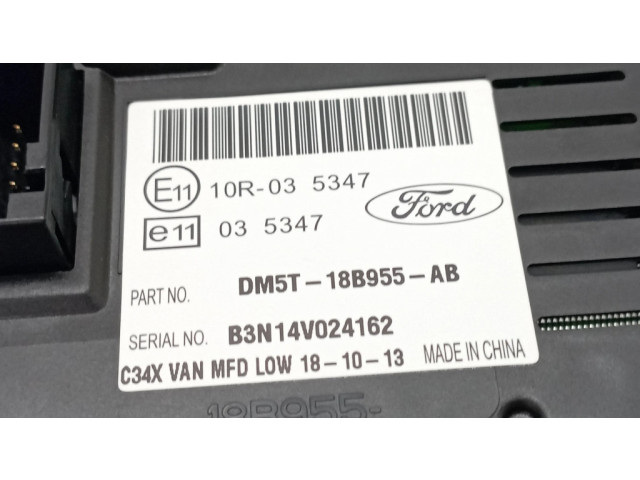 E11 10R-03 5347
Ford
e11 03 5347
PART NO. DM5T-18B955-AB
SERIAL NO. B3N14V024162
C34X VAN MFD LOW 18-10-13 MADE IN CHINA
18B955-